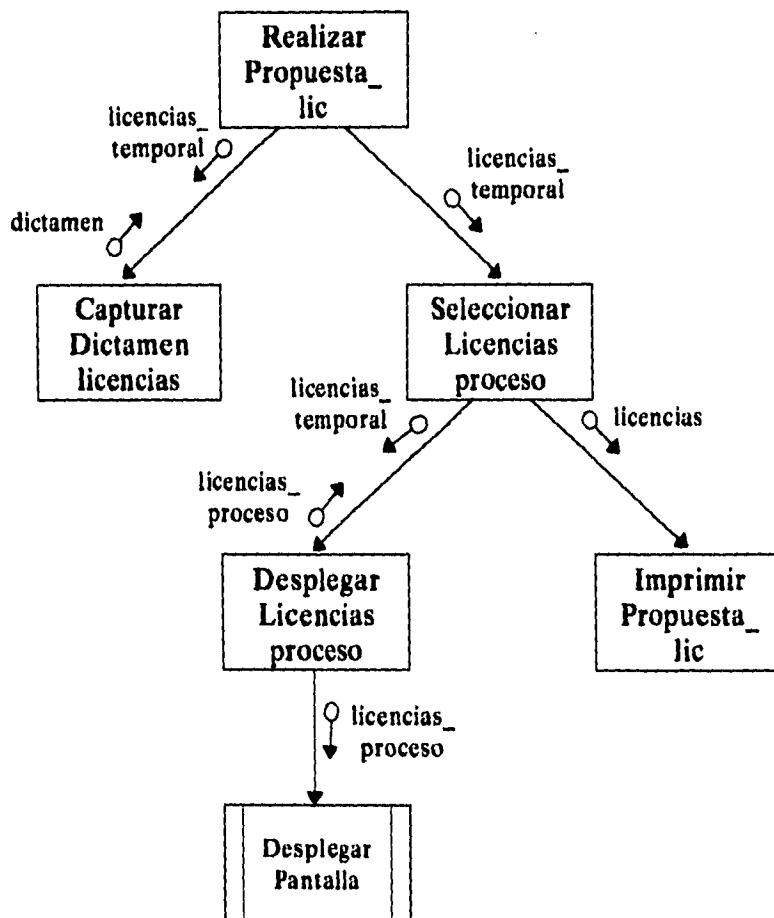 Realizar
Propuesta_
lic
licencias_
temporal
licencias_
temporal
dictamen
Capturar
Dictamen
licencias
Seleccionar
Licencias
proceso
licencias_
temporal
licencias
licencias_
proceso
Desplegar
Licencias
proceso
Imprimir
Propuesta_
lic
licencias_
proceso
Desplegar
Pantalla